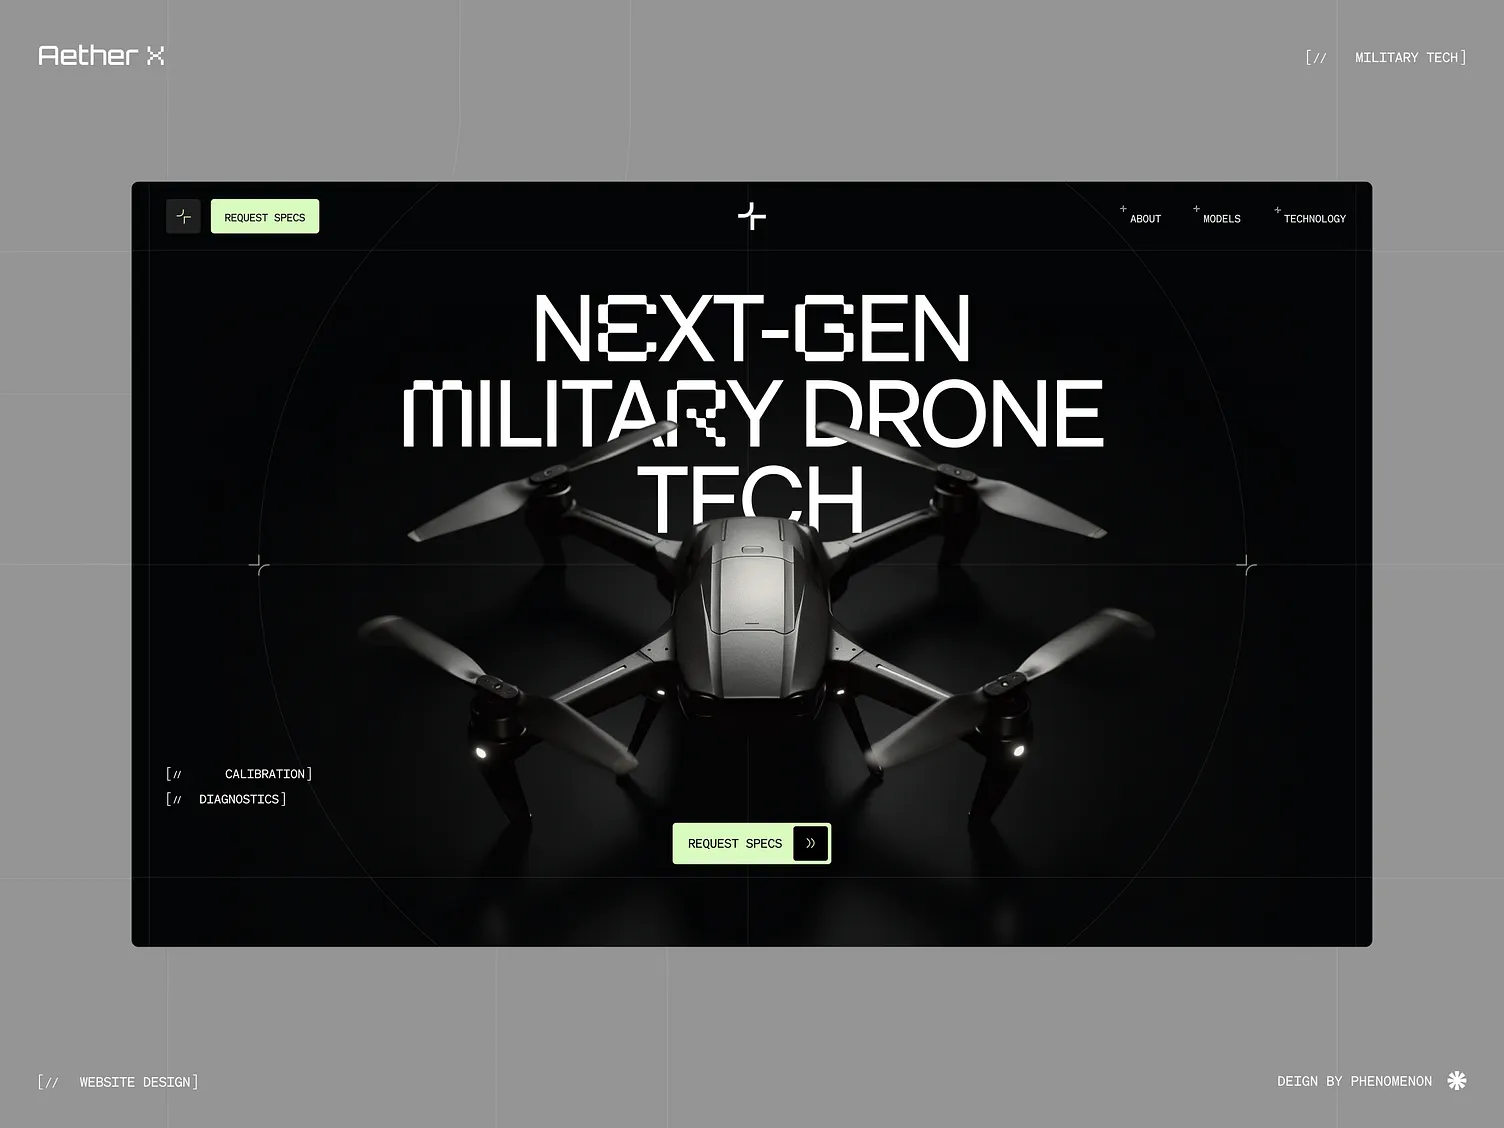 Aether X
[// MILITARY TECH]
REQUEST SPECS
ABOUT
MODELS
TECHNOLOGY
NEXT-GEN
MILITARY DRONE
TECH
[// CALIBRATION]
[// DIAGNOSTICS]
REQUEST SPECS
[// WEBSITE DESIGN]
DEIGN BY PHENOMENON